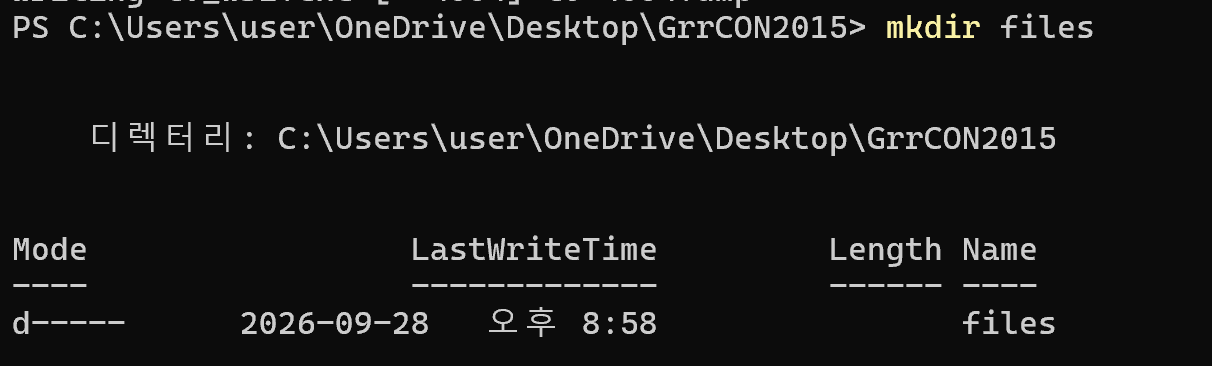 PS C:\Users\user\OneDrive\Desktop\GrrCON2015> mkdir files
디렉터리: C:\Users\user\OneDrive\Desktop\GrrCON2015
Mode                 LastWriteTime         Length Name
----                 -------------         ------ ----
d-----      2026-09-28   오후 8:58                files